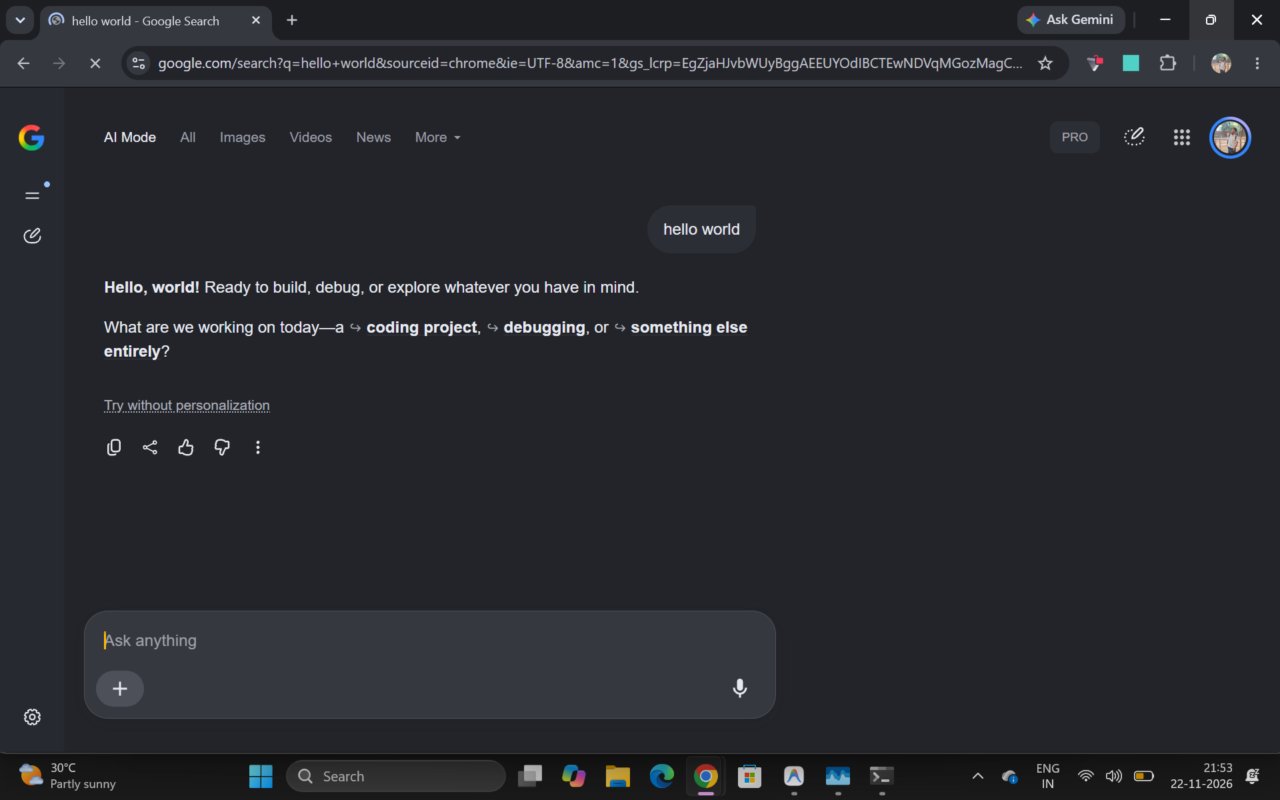 hello world - Google Search
Ask Gemini
google.com/search?q=hello+world&sourceid=chrome&ie=UTF-8&amc=1&gs_lcrp=EgZjaHJvbWUyBggAEEUYOdIBCTEwNDVqMGozMagC...
AI Mode All Images Videos News More
PRO
hello world
Hello, world! Ready to build, debug, or explore whatever you have in mind.
What are we working on today—a ↪ coding project, ↪ debugging, or ↪ something else
entirely?
Try without personalization
Ask anything
30°C
Partly sunny
Search
ENG
IN
21:53
22-11-2026